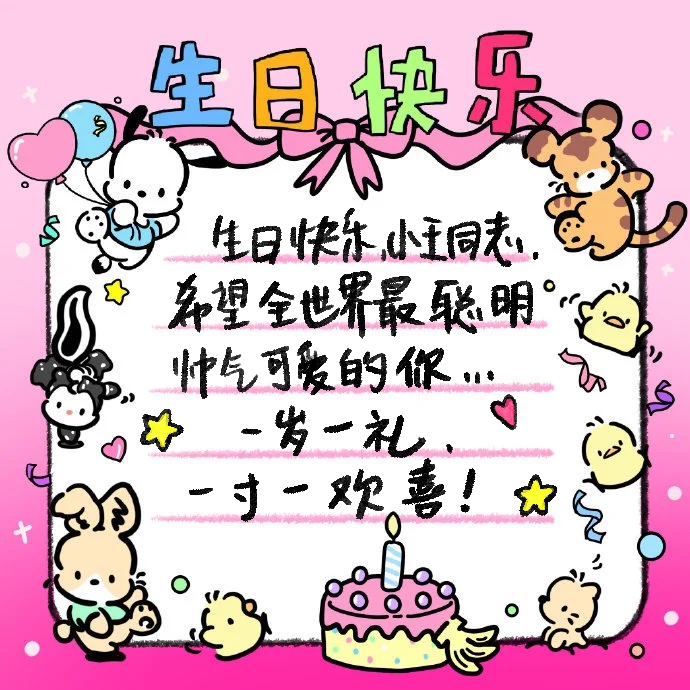 生日快乐
生日快乐,小王同志,
希望全世界最聪明
帅气可爱的你...
一岁一礼,
一寸一欢喜!